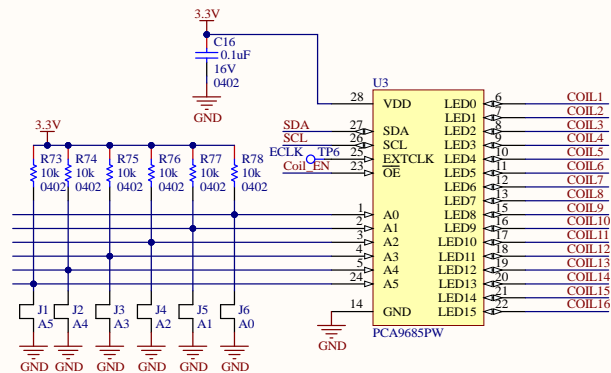 3.3V
C16
0.1uF
16V
0402
GND
U3
28 VDD LED0 6 COIL1
LED1 7 COIL2
SDA 27 SDA LED2 8 COIL3
SCL 26 SCL LED3 9 COIL4
ECLK TP6 25 EXTCLK LED4 10 COIL5
Coil_EN 23 OE LED5 11 COIL6
LED6 12 COIL7
LED7 13 COIL8
1 A0 LED8 15 COIL9
2 A1 LED9 16 COIL10
3 A2 LED10 17 COIL11
4 A3 LED11 18 COIL12
5 A4 LED12 19 COIL13
24 A5 LED13 20 COIL14
LED14 21 COIL15
14 GND LED15 22 COIL16
PCA9685PW
GND
3.3V
R73 R74 R75 R76 R77 R78
10k 10k 10k 10k 10k 10k
0402 0402 0402 0402 0402 0402
J1 J2 J3 J4 J5 J6
A5 A4 A3 A2 A1 A0
GND GND GND GND GND GND